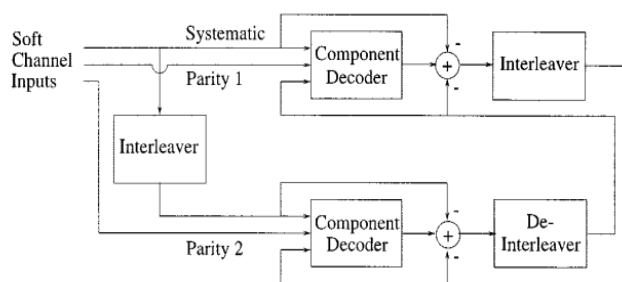 Soft
Channel
Inputs
Systematic
Parity 1
Component
Decoder
-
+
-
Interleaver
Interleaver
Parity 2
Component
Decoder
-
+
-
De-
Interleaver